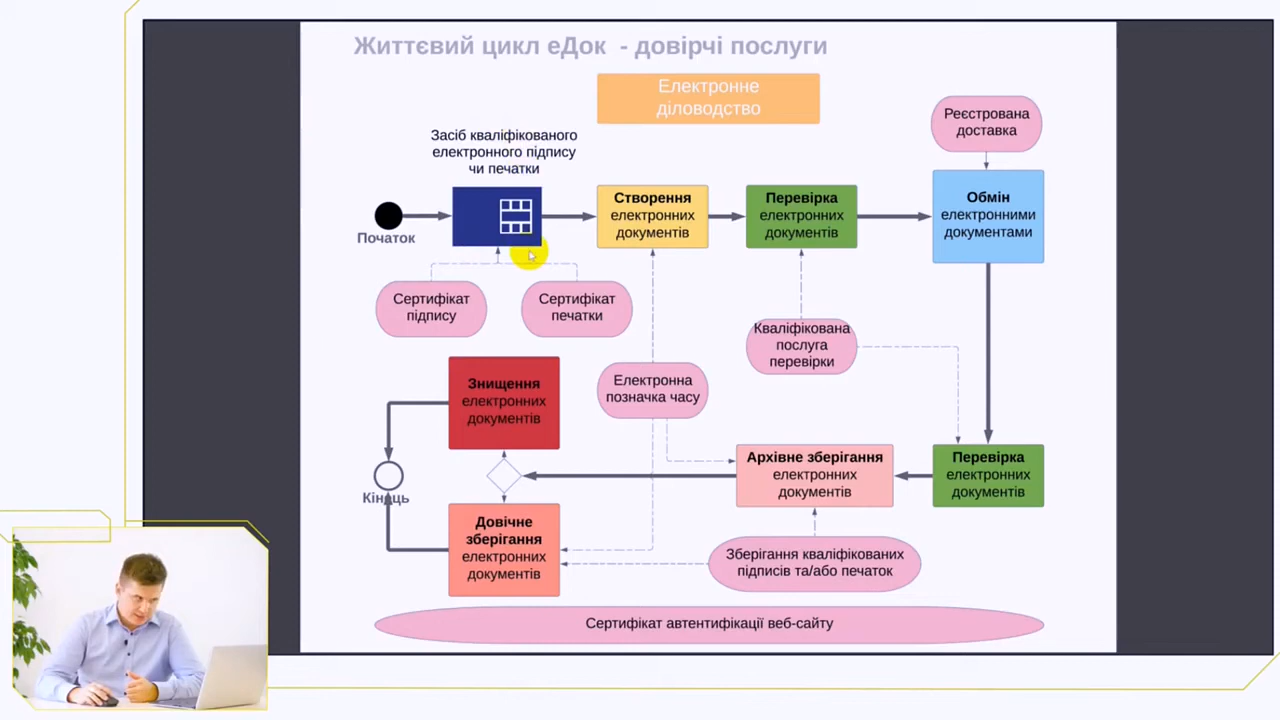 Життєвий цикл еДок - довірчі послуги
Електронне
діловодство
Реєстрована
доставка
Засіб кваліфікованого
електронного підпису
чи печатки
Початок
Створення
електронних
документів
Перевірка
електронних
документів
Обмін
електронними
документами
Сертифікат
підпису
Сертифікат
печатки
Кваліфікована
послуга
перевірки
Електронна
позначка часу
Знищення
електронних
документів
Кінець
Архівне зберігання
електронних
документів
Перевірка
електронних
документів
Довічне
зберігання
електронних
документів
Зберігання кваліфікованих
підписів та/або печаток
Сертифікат автентифікації веб-сайту